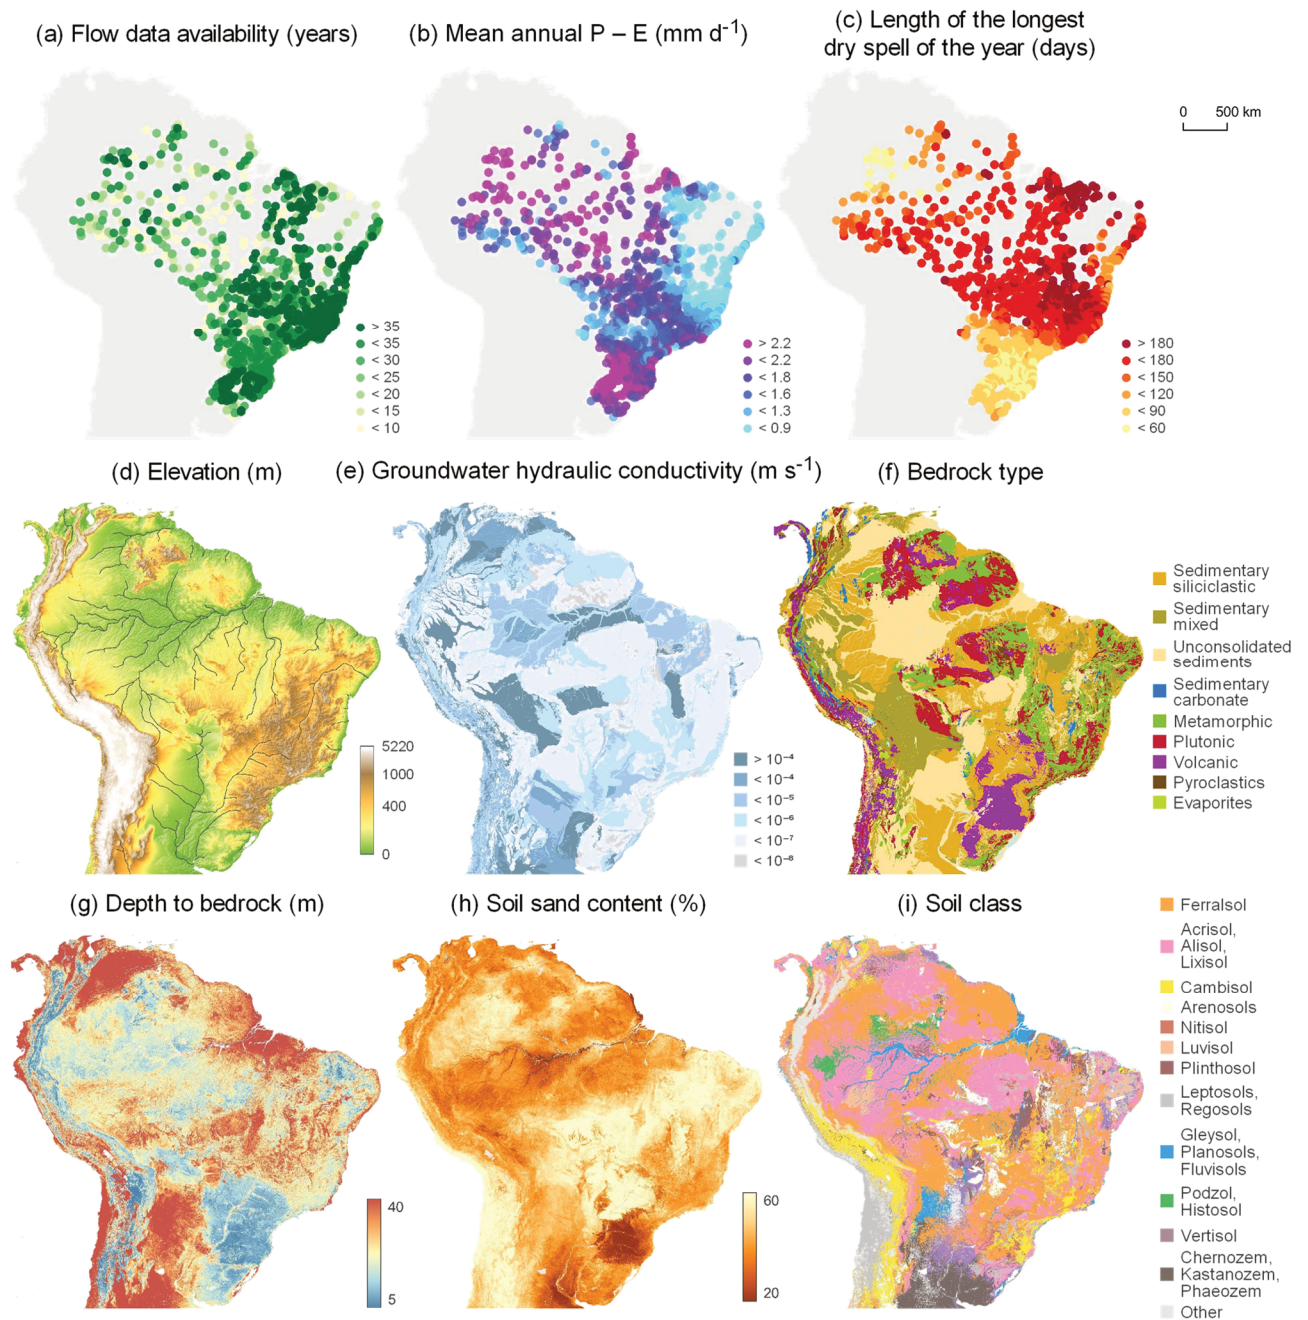 (a) Flow data availability (years)
(b) Mean annual P – E (mm d-1)
(c) Length of the longest
dry spell of the year (days)
0 500 km
> 35
< 35
< 30
< 25
< 20
< 15
< 10
> 2.2
< 2.2
< 1.8
< 1.6
< 1.3
< 0.9
> 180
< 180
< 150
< 120
< 90
< 60
(d) Elevation (m)
(e) Groundwater hydraulic conductivity (m s-1)
(f) Bedrock type
5220
1000
400
0
> 10⁻⁴
< 10⁻⁴
< 10⁻⁵
< 10⁻⁶
< 10⁻⁷
< 10⁻⁸
Sedimentary
siliciclastic
Sedimentary
mixed
Unconsolidated
sediments
Sedimentary
carbonate
Metamorphic
Plutonic
Volcanic
Pyroclastics
Evaporites
(g) Depth to bedrock (m)
(h) Soil sand content (%)
(i) Soil class
40
5
60
20
Ferralsol
Acrisol,
Alisol,
Lixisol
Cambisol
Arenosols
Nitisol
Luvisol
Plinthosol
Leptosols,
Regosols
Gleysol,
Planosols,
Fluvisols
Podzol,
Histosol
Vertisol
Chernozem,
Kastanozem,
Phaeozem
Other